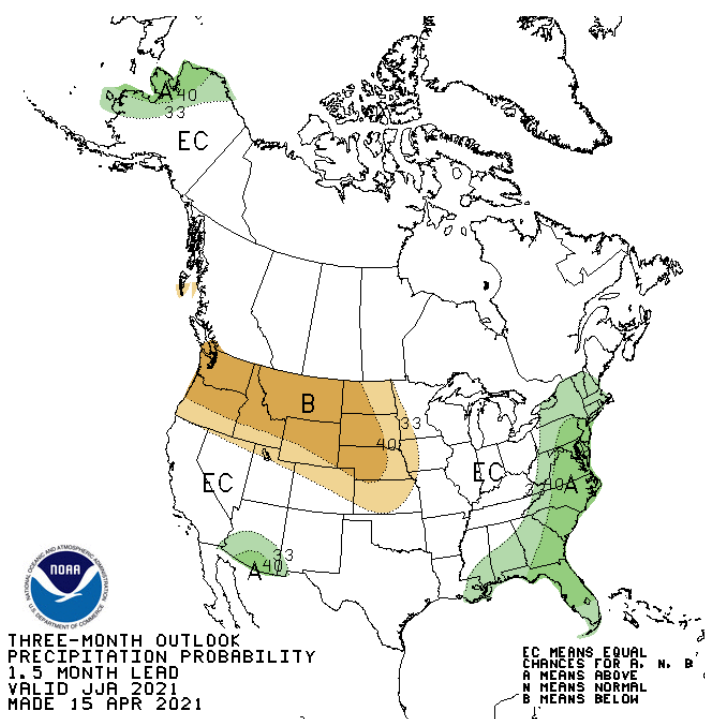 A 40
33
EC
B
33
40
EC
EC
33 40 A
33
A 40
NOAA
NATIONAL OCEANIC AND ATMOSPHERIC ADMINISTRATION
U.S. DEPARTMENT OF COMMERCE
THREE-MONTH OUTLOOK
PRECIPITATION PROBABILITY
1.5 MONTH LEAD
VALID JJA 2021
MADE 15 APR 2021
EC MEANS EQUAL
CHANCES FOR A, N, B
A MEANS ABOVE
N MEANS NORMAL
B MEANS BELOW